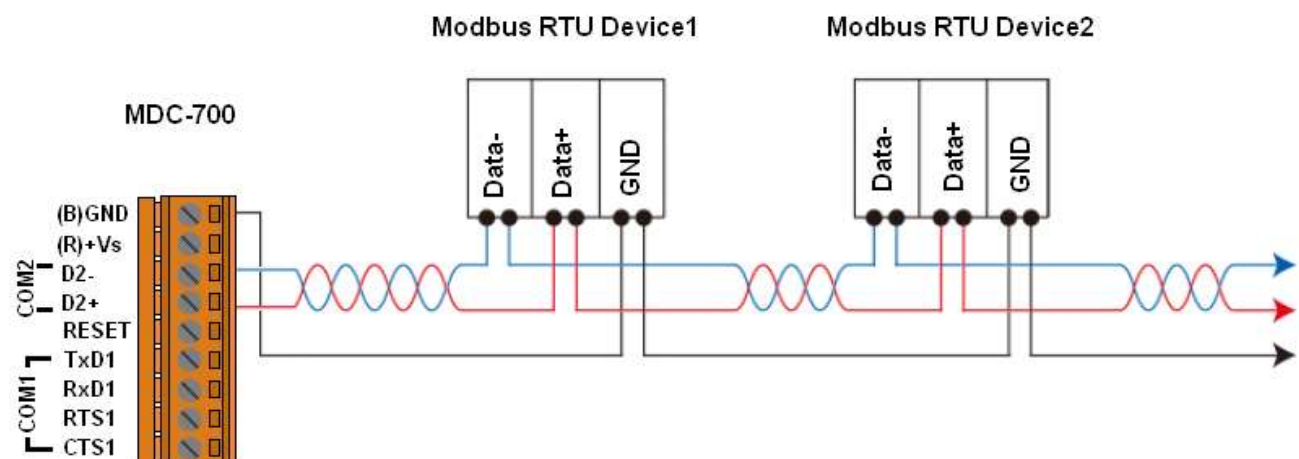 Modbus RTU Device1
Modbus RTU Device2
MDC-700
Data-
Data+
GND
Data-
Data+
GND
(B)GND
(R)+Vs
COM2
D2-
D2+
RESET
COM1
TxD1
RxD1
RTS1
CTS1